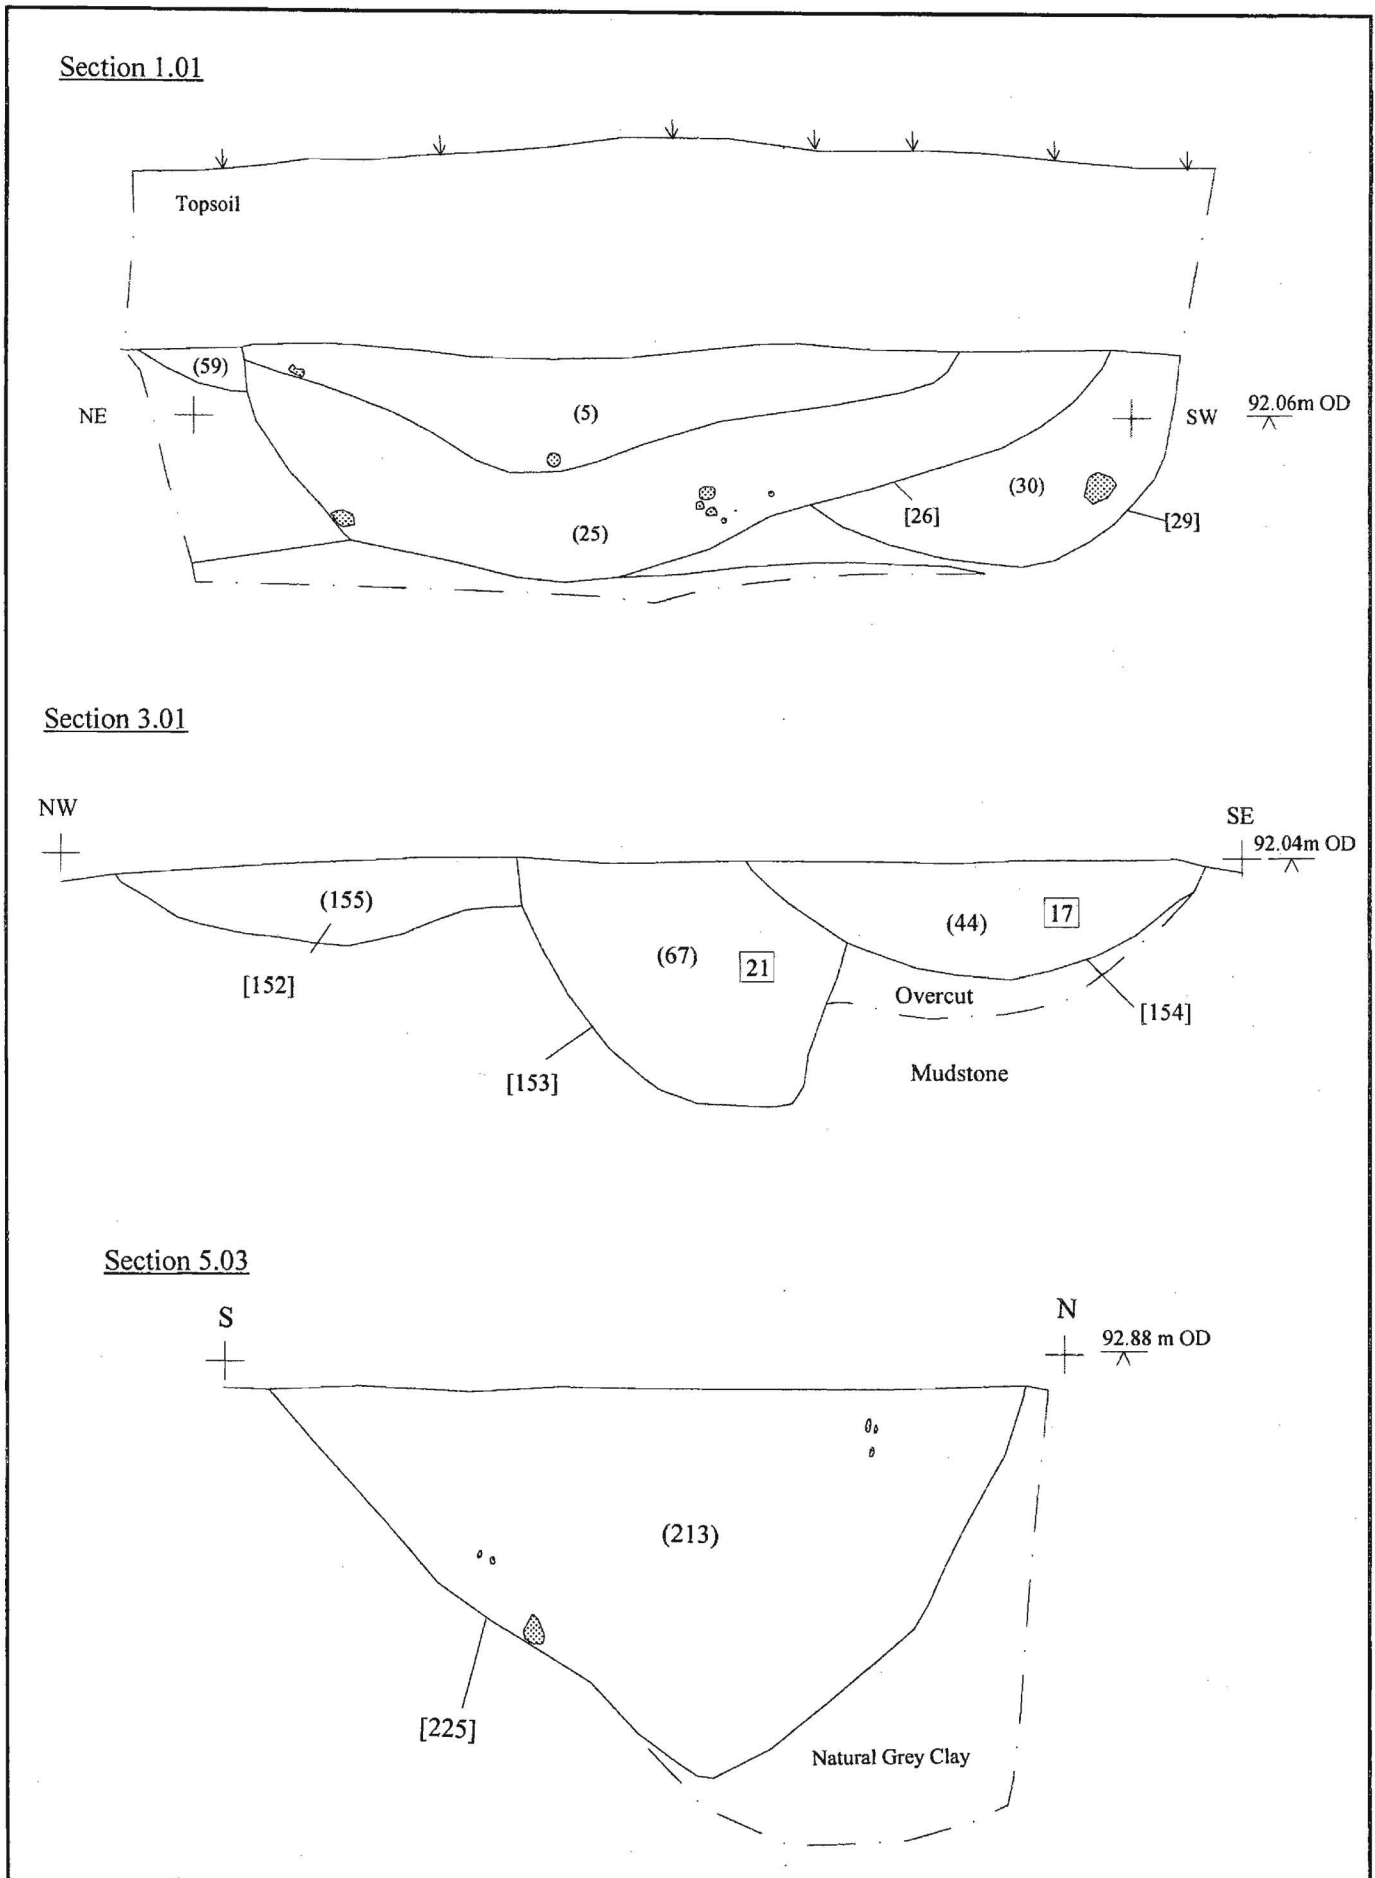 Section 1.01
Topsoil
(59)
NE
(5)
SW
92.06m OD
(30)
[26]
[29]
(25)
Section 3.01
NW
SE
92.04m OD
(155)
(44)
17
(67)
21
[152]
Overcut
[154]
[153]
Mudstone
Section 5.03
S
N
92.88 m OD
(213)
[225]
Natural Grey Clay